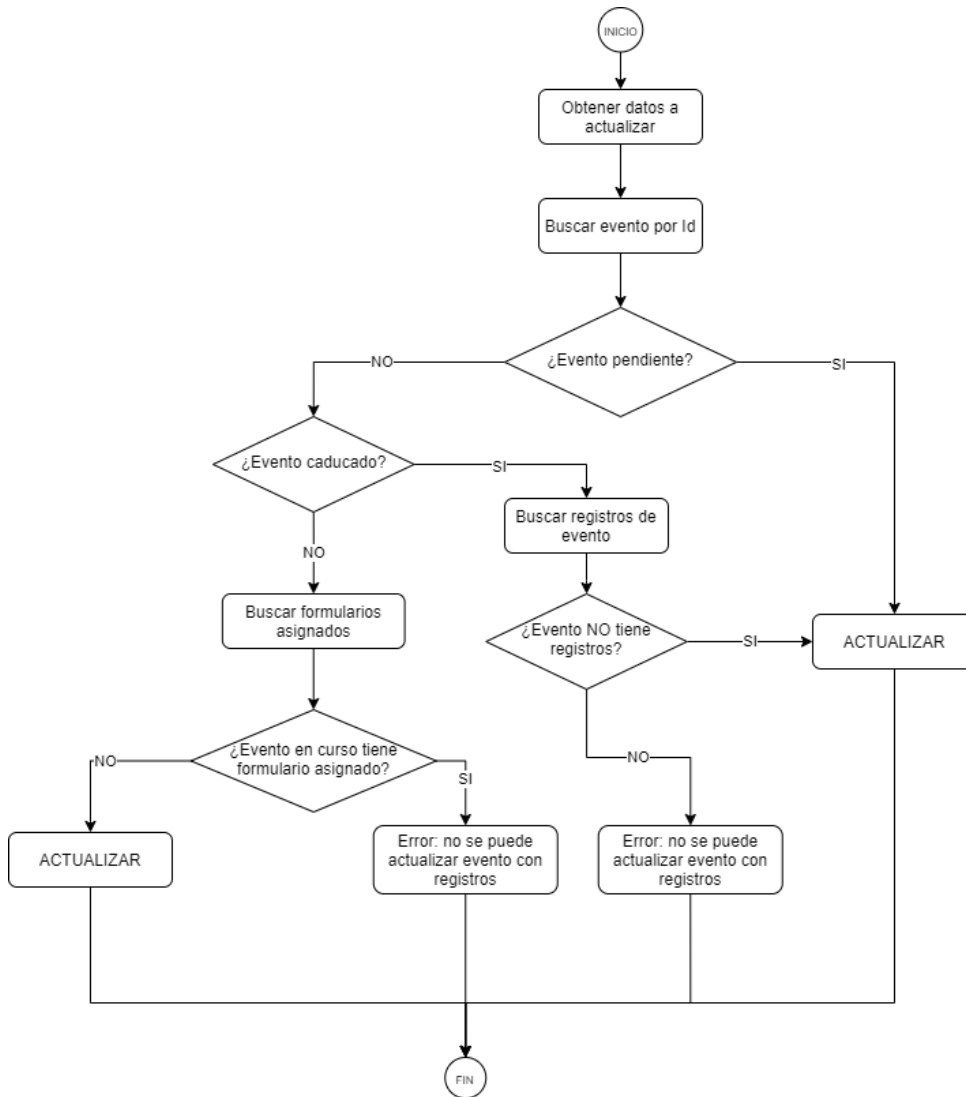 INICIO
Obtener datos a
actualizar
Buscar evento por Id
¿Evento pendiente?
NO
SI
¿Evento caducado?
SI
Buscar registros de
evento
NO
Buscar formularios
asignados
¿Evento NO tiene
registros?
SI
ACTUALIZAR
¿Evento en curso tiene
formulario asignado?
NO
SI
NO
ACTUALIZAR
Error: no se puede
actualizar evento con
registros
Error: no se puede
actualizar evento con
registros
FIN